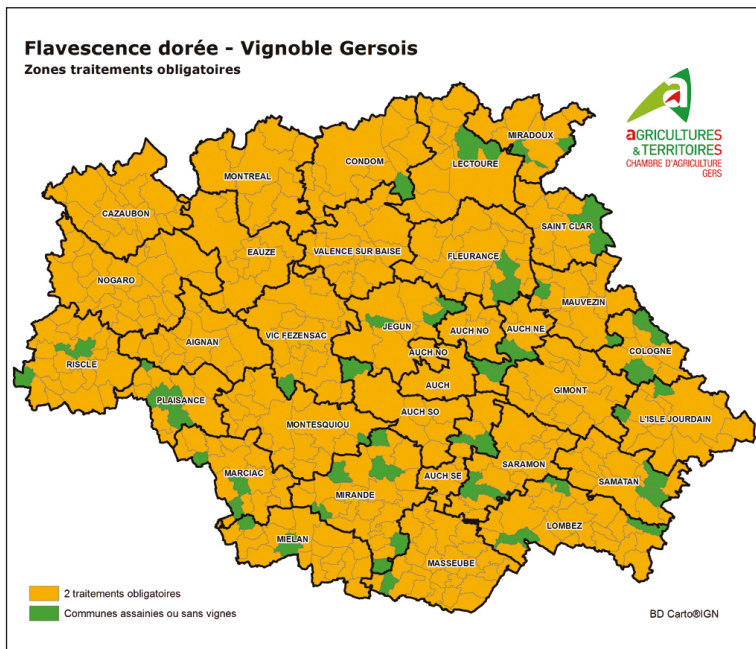 Flavescence dorée - Vignoble Gersois
Zones traitements obligatoires
a
AGRICULTURES
& TERRITOIRES
CHAMBRE D'AGRICULTURE
GERS
MIRADOUX
LECTOURE
CONDOM
MONTREAL
CAZAUBON
SAINT CLAR
EAUZE
VALENCE SUR BAISE
FLEURANCE
NOGARO
MAUVEZIN
VIC FEZENSAC
JEGUN
AUCH NO
AUCH NE
AIGNAN
COLOGNE
AUCH NO
RISCLE
AUCH
GIMONT
PLAISANCE
AUCH SO
L'ISLE JOURDAIN
MONTESQUIOU
SARAMON
MARCIAC
AUCH SE
SAMATAN
MIRANDE
LOMBEZ
MIELAN
MASSEUBE
2 traitements obligatoires
Communes assainies ou sans vignes
BD Carto®IGN